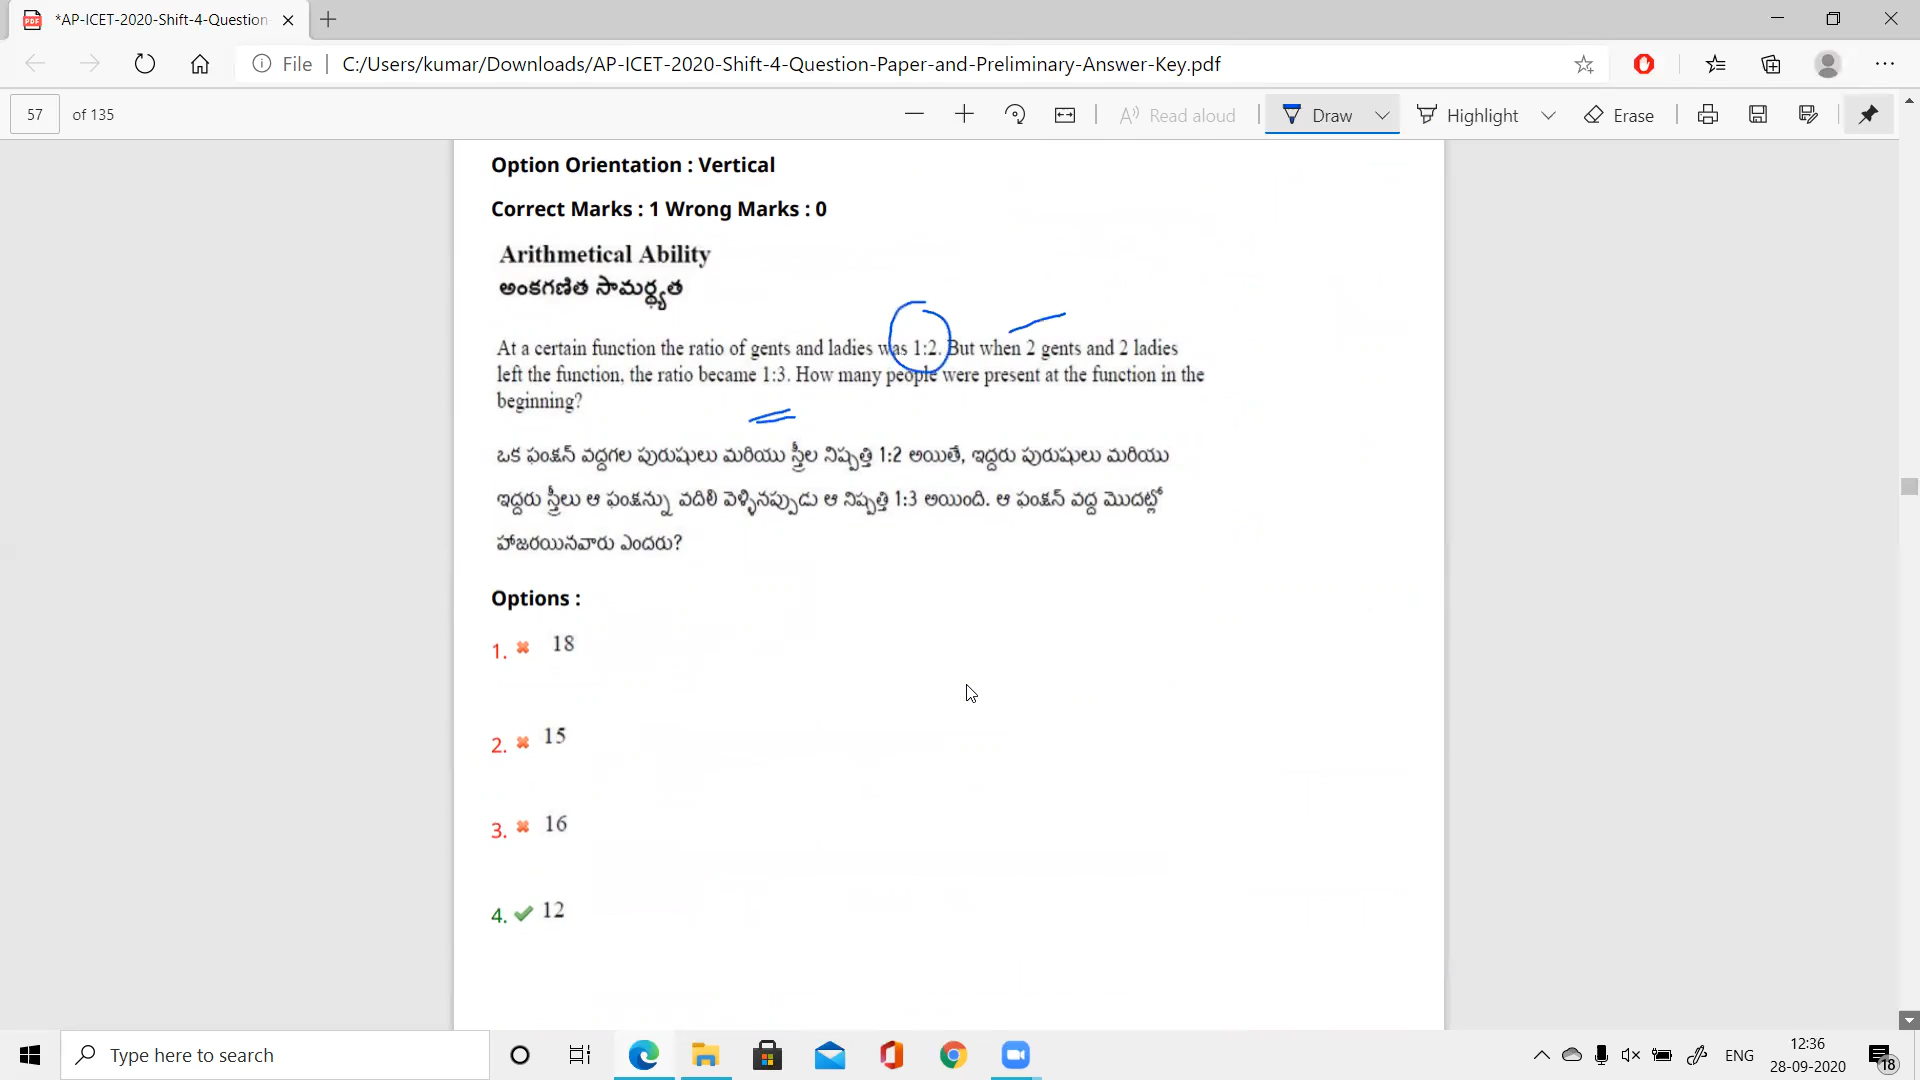 *AP-ICET-2020-Shift-4-Question
File
C:/Users/kumar/Downloads/AP-ICET-2020-Shift-4-Question-Paper-and-Preliminary-Answer-Key.pdf
57 of 135
Read aloud
Draw
Highlight
Erase
Option Orientation : Vertical
Correct Marks : 1 Wrong Marks : 0
Arithmetical Ability
అంకగణిత సామర్థ్యత
At a certain function the ratio of gents and ladies was 1:2. But when 2 gents and 2 ladies
left the function, the ratio became 1:3. How many people were present at the function in the
beginning?
ఒక ఫంక్షన్ వద్దగల పురుషులు మరియు స్త్రీల నిష్పత్తి 1:2 అయితే, ఇద్దరు పురుషులు మరియు
ఇద్దరు స్త్రీలు ఆ ఫంక్షన్ను వదిలి వెళ్ళినప్పుడు ఆ నిష్పత్తి 1:3 అయింది. ఆ ఫంక్షన్ వద్ద మొదట్లో
హాజరయినవారు ఎందరు?
Options :
1. 18
2. 15
3. 16
4. 12
Type here to search
ENG
12:36
28-09-2020
18